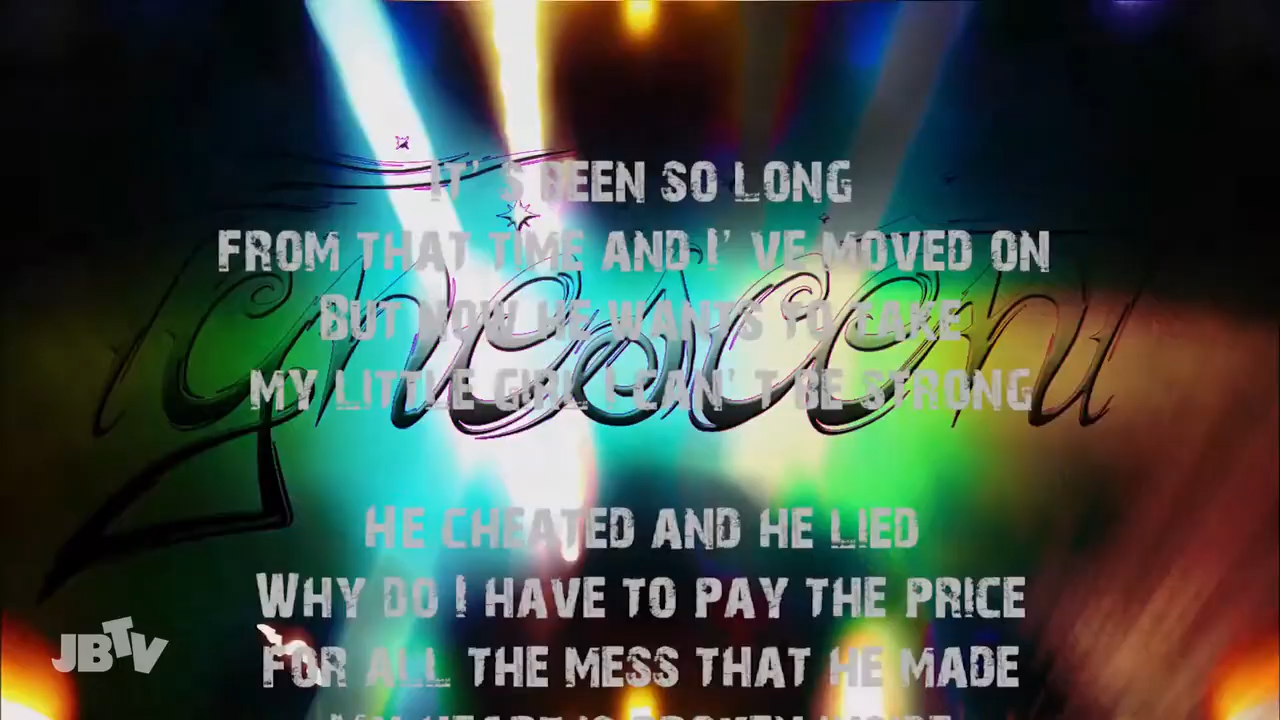 IT'S BEEN SO LONG
FROM THAT TIME AND I'VE MOVED ON
BUT NOW HE WANTS TO TAKE
MY LITTLE GIRL I CAN'T BE STRONG
HE CHEATED AND HE LIED
WHY DO I HAVE TO PAY THE PRICE
FOR ALL THE MESS THAT HE MADE
JBTV